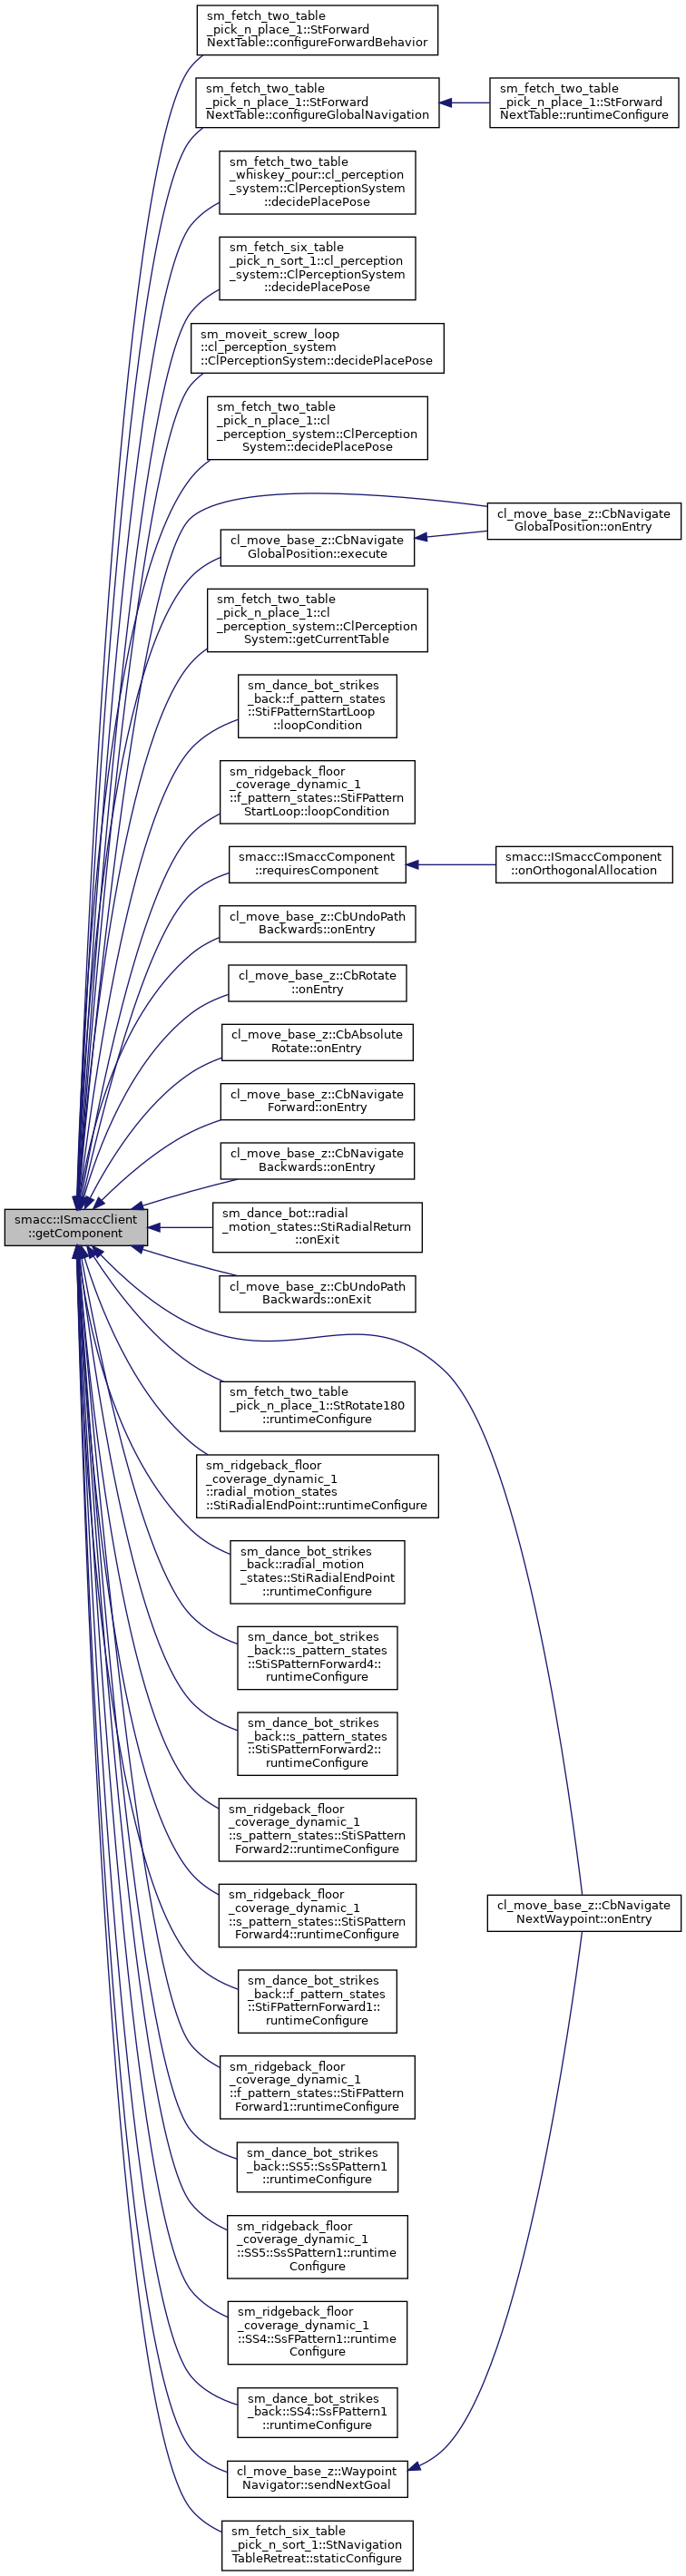 sm_fetch_two_table
_pick_n_place_1::StForward
NextTable::configureForwardBehavior
sm_fetch_two_table
_pick_n_place_1::StForward
NextTable::configureGlobalNavigation
sm_fetch_two_table
_pick_n_place_1::StForward
NextTable::runtimeConfigure
sm_fetch_two_table
_whiskey_pour::cl_perception
_system::ClPerceptionSystem
::decidePlacePose
sm_fetch_six_table
_pick_n_sort_1::cl_perception
_system::ClPerceptionSystem
::decidePlacePose
sm_moveit_screw_loop
::cl_perception_system
::ClPerceptionSystem::decidePlacePose
sm_fetch_two_table
_pick_n_place_1::cl
_perception_system::ClPerception
System::decidePlacePose
cl_move_base_z::CbNavigate
GlobalPosition::onEntry
cl_move_base_z::CbNavigate
GlobalPosition::execute
sm_fetch_two_table
_pick_n_place_1::cl
_perception_system::ClPerception
System::getCurrentTable
sm_dance_bot_strikes
_back::f_pattern_states
::StiFPatternStartLoop
::loopCondition
sm_ridgeback_floor
_coverage_dynamic_1
::f_pattern_states::StiFPattern
StartLoop::loopCondition
smacc::ISmaccComponent
::requiresComponent
smacc::ISmaccComponent
::onOrthogonalAllocation
cl_move_base_z::CbUndoPath
Backwards::onEntry
cl_move_base_z::CbRotate
::onEntry
cl_move_base_z::CbAbsolute
Rotate::onEntry
cl_move_base_z::CbNavigate
Forward::onEntry
cl_move_base_z::CbNavigate
Backwards::onEntry
smacc::ISmaccClient
::getComponent
sm_dance_bot::radial
_motion_states::StiRadialReturn
::onExit
cl_move_base_z::CbUndoPath
Backwards::onExit
sm_fetch_two_table
_pick_n_place_1::StRotate180
::runtimeConfigure
sm_ridgeback_floor
_coverage_dynamic_1
::radial_motion_states
::StiRadialEndPoint::runtimeConfigure
sm_dance_bot_strikes
_back::radial_motion
_states::StiRadialEndPoint
::runtimeConfigure
sm_dance_bot_strikes
_back::s_pattern_states
::StiSPatternForward4::
runtimeConfigure
sm_dance_bot_strikes
_back::s_pattern_states
::StiSPatternForward2::
runtimeConfigure
sm_ridgeback_floor
_coverage_dynamic_1
::s_pattern_states::StiSPattern
Forward2::runtimeConfigure
sm_ridgeback_floor
_coverage_dynamic_1
::s_pattern_states::StiSPattern
Forward4::runtimeConfigure
cl_move_base_z::CbNavigate
NextWaypoint::onEntry
sm_dance_bot_strikes
_back::f_pattern_states
::StiFPatternForward1::
runtimeConfigure
sm_ridgeback_floor
_coverage_dynamic_1
::f_pattern_states::StiFPattern
Forward1::runtimeConfigure
sm_dance_bot_strikes
_back::SS5::SsSPattern1
::runtimeConfigure
sm_ridgeback_floor
_coverage_dynamic_1
::SS5::SsSPattern1::runtime
Configure
sm_ridgeback_floor
_coverage_dynamic_1
::SS4::SsFPattern1::runtime
Configure
sm_dance_bot_strikes
_back::SS4::SsFPattern1
::runtimeConfigure
cl_move_base_z::Waypoint
Navigator::sendNextGoal
sm_fetch_six_table
_pick_n_sort_1::StNavigation
TableRetreat::staticConfigure